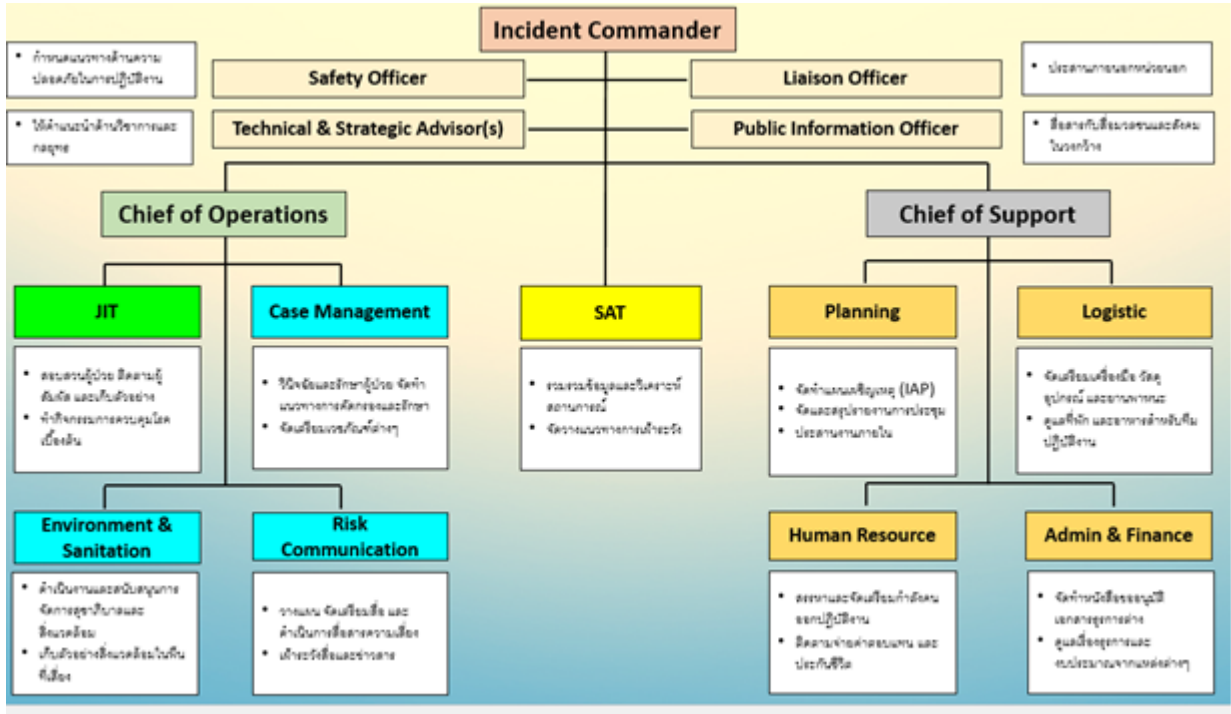 Incident Commander
• กำหนดแนวทางด้านความ
ปลอดภัยในการปฏิบัติงาน
Safety Officer
Liaison Officer
• ประสานภายนอกหน่วยนอก
• ให้คำแนะนำด้านวิชาการและ
กลยุทธ
Technical & Strategic Advisor(s)
Public Information Officer
• สื่อสารกับสื่อมวลชนและสังคม
ในวงกว้าง
Chief of Operations
Chief of Support
JIT
• สอบสวนผู้ป่วย ติดตามผู้
สัมผัส และเก็บตัวอย่าง
• ทำกิจกรรมการควบคุมโรค
เบื้องต้น
Case Management
• วินิจฉัยและรักษาผู้ป่วย จัดทำ
แนวทางการคัดกรองและรักษา
• จัดเตรียมเวชภัณฑ์ต่างๆ
SAT
• รวมรวมข้อมูลและวิเคราะห์
สถานการณ์
• จัดวางแนวทางการเฝ้าระวัง
Planning
• จัดทำแผนเผชิญเหตุ (IAP)
• จัดและสรุปรายงานการประชุม
• ประสานงานภายใน
Logistic
• จัดเตรียมเครื่องมือ วัสดุ
อุปกรณ์ และยานพาหนะ
• ดูแลที่พัก และอาหารสำหรับทีม
ปฏิบัติงาน
Environment &
Sanitation
• ดำเนินงานและสนับสนุนการ
จัดการสุขาภิบาลและ
สิ่งแวดล้อม
• เก็บตัวอย่างสิ่งแวดล้อมในพื้น
ที่เสี่ยง
Risk
Communication
• วางแผน จัดเตรียมสื่อ และ
ดำเนินการสื่อสารความเสี่ยง
• เฝ้าระวังสื่อและข่าวสาร
Human Resource
• สรรหาและจัดเตรียมกำลังคน
ออกปฏิบัติงาน
• ติดตามจ่ายค่าตอบแทน และ
ประกันชีวิต
Admin & Finance
• จัดทำหนังสือขออนุมัติ
เอกสารธุรการต่าง
• ดูแลเรื่องธุรการและ
งบประมาณจากแหล่งต่างๆ